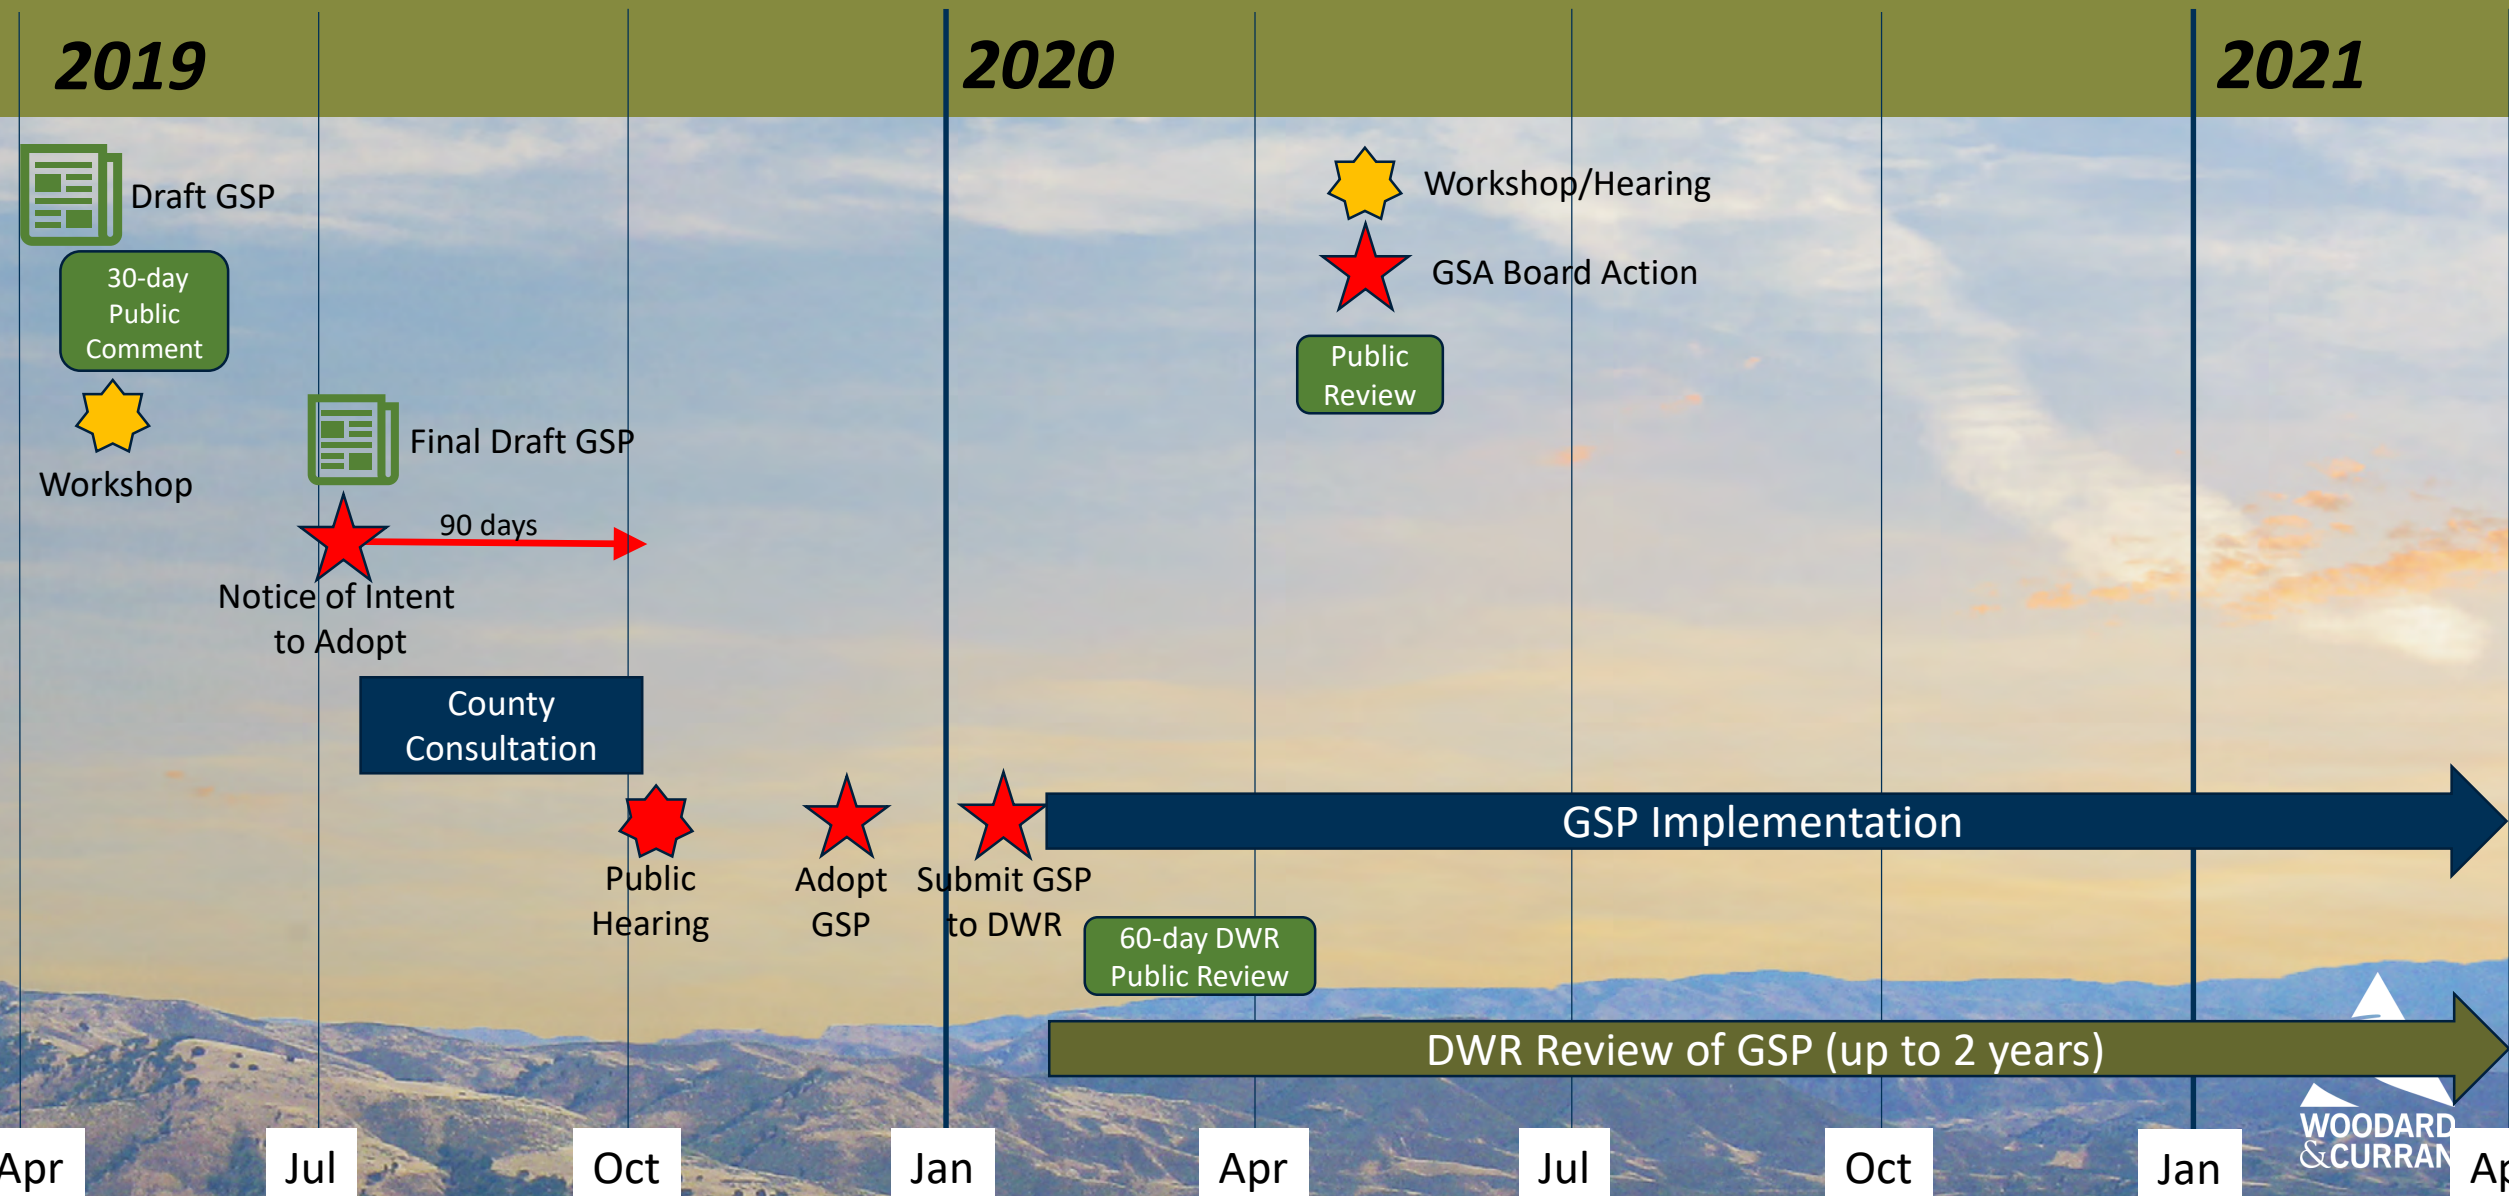 2019
2020
2021
Draft GSP
30-day
Public
Comment
Workshop
Final Draft GSP
90 days
Notice of Intent
to Adopt
County
Consultation
Public
Hearing
Adopt
GSP
Submit GSP
to DWR
Workshop/Hearing
GSA Board Action
Public
Review
GSP Implementation
60-day DWR
Public Review
DWR Review of GSP (up to 2 years)
WOODARD
&CURRAN
Apr
Jul
Oct
Jan
Apr
Jul
Oct
Jan
Ap